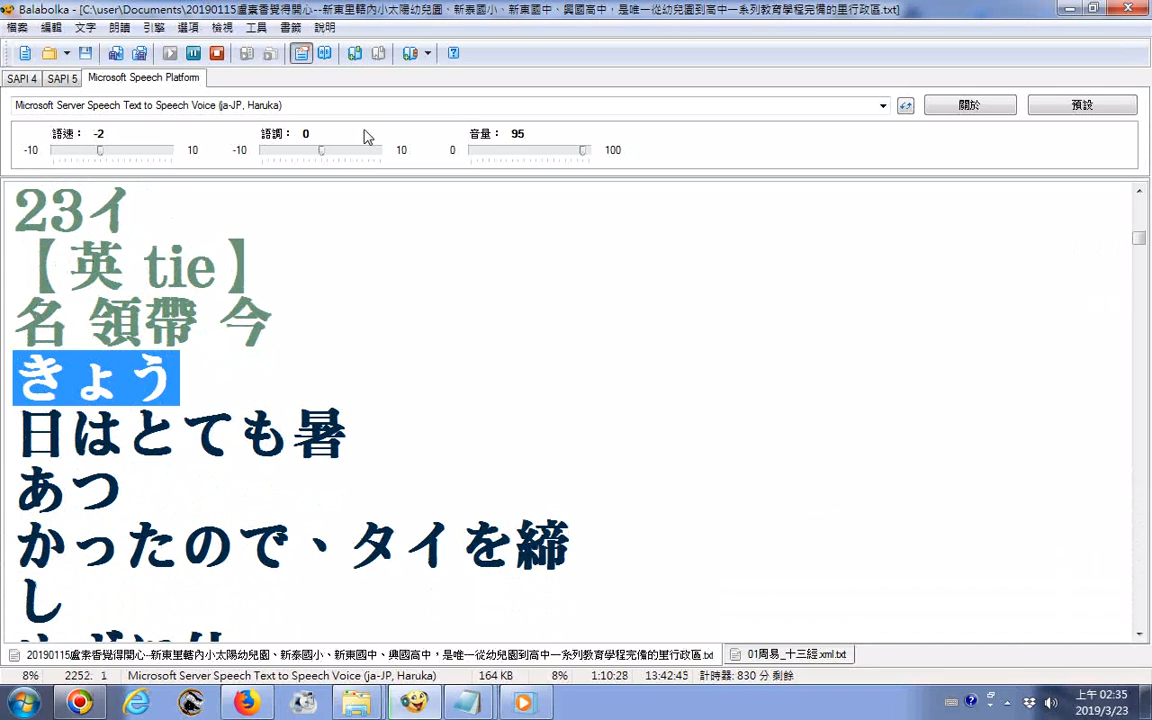 Balabolka - [C:\user\Documents\20190115盧素香覺得開心--新東里轄內小太陽幼兒園、新泰國小、新東國中、興國高中，是唯一從幼兒園到高中一系列教育學程完備的里行政區.txt]
檔案 編輯 文字 朗讀 引擎 選項 檢視 工具 書籤 說明
SAPI 4 SAPI 5 Microsoft Speech Platform
Microsoft Server Speech Text to Speech Voice (ja-JP, Haruka) 關於 預設
語速： -2 語調： 0 音量： 95
-10 10 -10 10 0 100
23イ
【英 tie】
名 領帶 今
きょう
日はとても暑
あつ
かったので、タイを締
し
20190115盧素香覺得開心--新東里轄內小太陽幼兒園、新泰國小、新東國中、興國高中，是唯一從幼兒園到高中一系列教育學程完備的里行政區.txt 01周易_十三經.xml.txt
8% 2252: 1 Microsoft Server Speech Text to Speech Voice (ja-JP, Haruka) 164 KB 8% 1:10:28 13:42:45 計時器: 830 分 剩餘
上午 02:35
2019/3/23